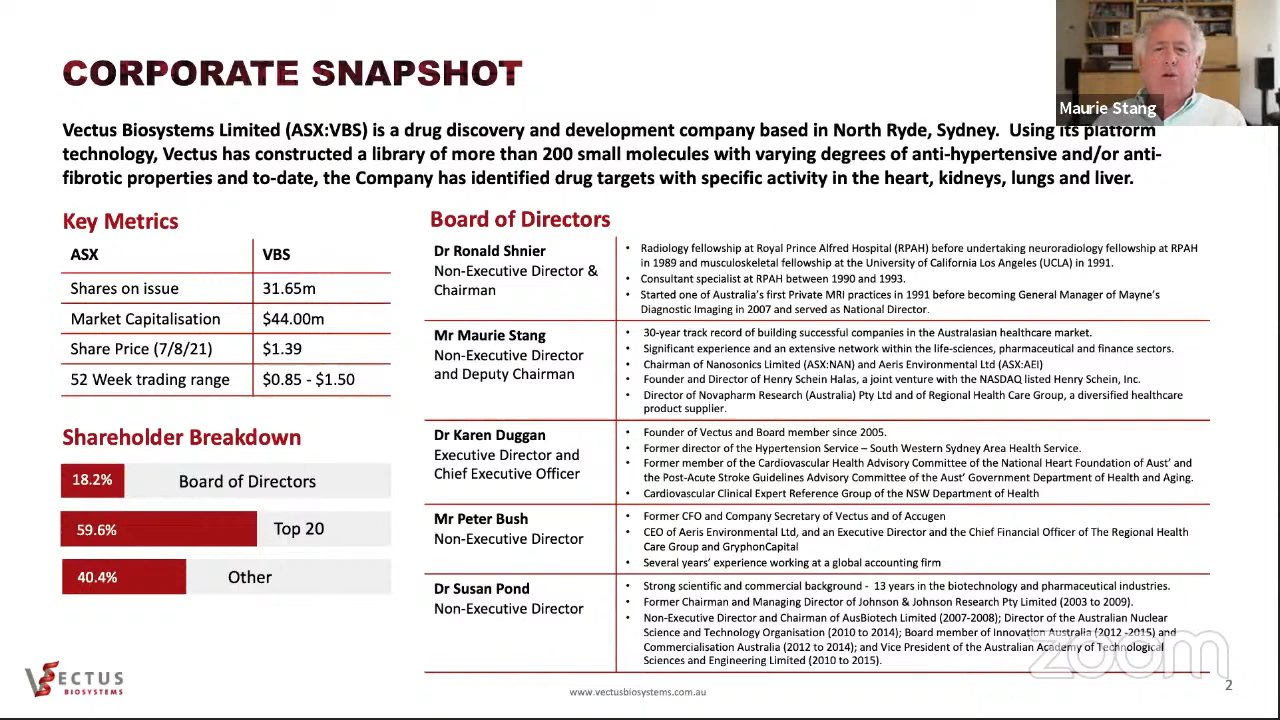 CORPORATE SNAPSHOT
Maurie Stang
Vectus Biosystems Limited (ASX:VBS) is a drug discovery and development company based in North Ryde, Sydney. Using its platform
technology, Vectus has constructed a library of more than 200 small molecules with varying degrees of anti-hypertensive and/or anti-
fibrotic properties and to-date, the Company has identified drug targets with specific activity in the heart, kidneys, lungs and liver.
Key Metrics
ASX VBS
Shares on issue 31.65m
Market Capitalisation $44.00m
Share Price (7/8/21) $1.39
52 Week trading range $0.85 - $1.50
Shareholder Breakdown
18.2% Board of Directors
59.6% Top 20
40.4% Other
Board of Directors
Dr Ronald Shnier
Non-Executive Director &
Chairman
• Radiology fellowship at Royal Prince Alfred Hospital (RPAH) before undertaking neuroradiology fellowship at RPAH
in 1989 and musculoskeletal fellowship at the University of California Los Angeles (UCLA) in 1991.
• Consultant specialist at RPAH between 1990 and 1993.
• Started one of Australia's first Private MRI practices in 1991 before becoming General Manager of Mayne's
Diagnostic Imaging in 2007 and served as National Director.
Mr Maurie Stang
Non-Executive Director
and Deputy Chairman
• 30-year track record of building successful companies in the Australasian healthcare market.
• Significant experience and an extensive network within the life-sciences, pharmaceutical and finance sectors.
• Chairman of Nanosonics Limited (ASX:NAN) and Aeris Environmental Ltd (ASX:AEI)
• Founder and Director of Henry Schein Halas, a joint venture with the NASDAQ listed Henry Schein, Inc.
• Director of Novapharm Research (Australia) Pty Ltd and of Regional Health Care Group, a diversified healthcare
product supplier.
Dr Karen Duggan
Executive Director and
Chief Executive Officer
• Founder of Vectus and Board member since 2005.
• Former director of the Hypertension Service – South Western Sydney Area Health Service.
• Former member of the Cardiovascular Health Advisory Committee of the National Heart Foundation of Aust' and
the Post-Acute Stroke Guidelines Advisory Committee of the Aust' Government Department of Health and Aging.
• Cardiovascular Clinical Expert Reference Group of the NSW Department of Health
Mr Peter Bush
Non-Executive Director
• Former CFO and Company Secretary of Vectus and of Accugen
• CEO of Aeris Environmental Ltd, and an Executive Director and the Chief Financial Officer of The Regional Health
Care Group and GryphonCapital
• Several years' experience working at a global accounting firm
Dr Susan Pond
Non-Executive Director
• Strong scientific and commercial background - 13 years in the biotechnology and pharmaceutical industries.
• Former Chairman and Managing Director of Johnson & Johnson Research Pty Limited (2003 to 2009).
• Non-Executive Director and Chairman of AusBiotech Limited (2007-2008); Director of the Australian Nuclear
Science and Technology Organisation (2010 to 2014); Board member of Innovation Australia (2012 -2015) and
Commercialisation Australia (2012 to 2014); and Vice President of the Australian Academy of Technological
Sciences and Engineering Limited (2010 to 2015).
zoom
VECTUS
BIOSYSTEMS
www.vectusbiosystems.com.au
2